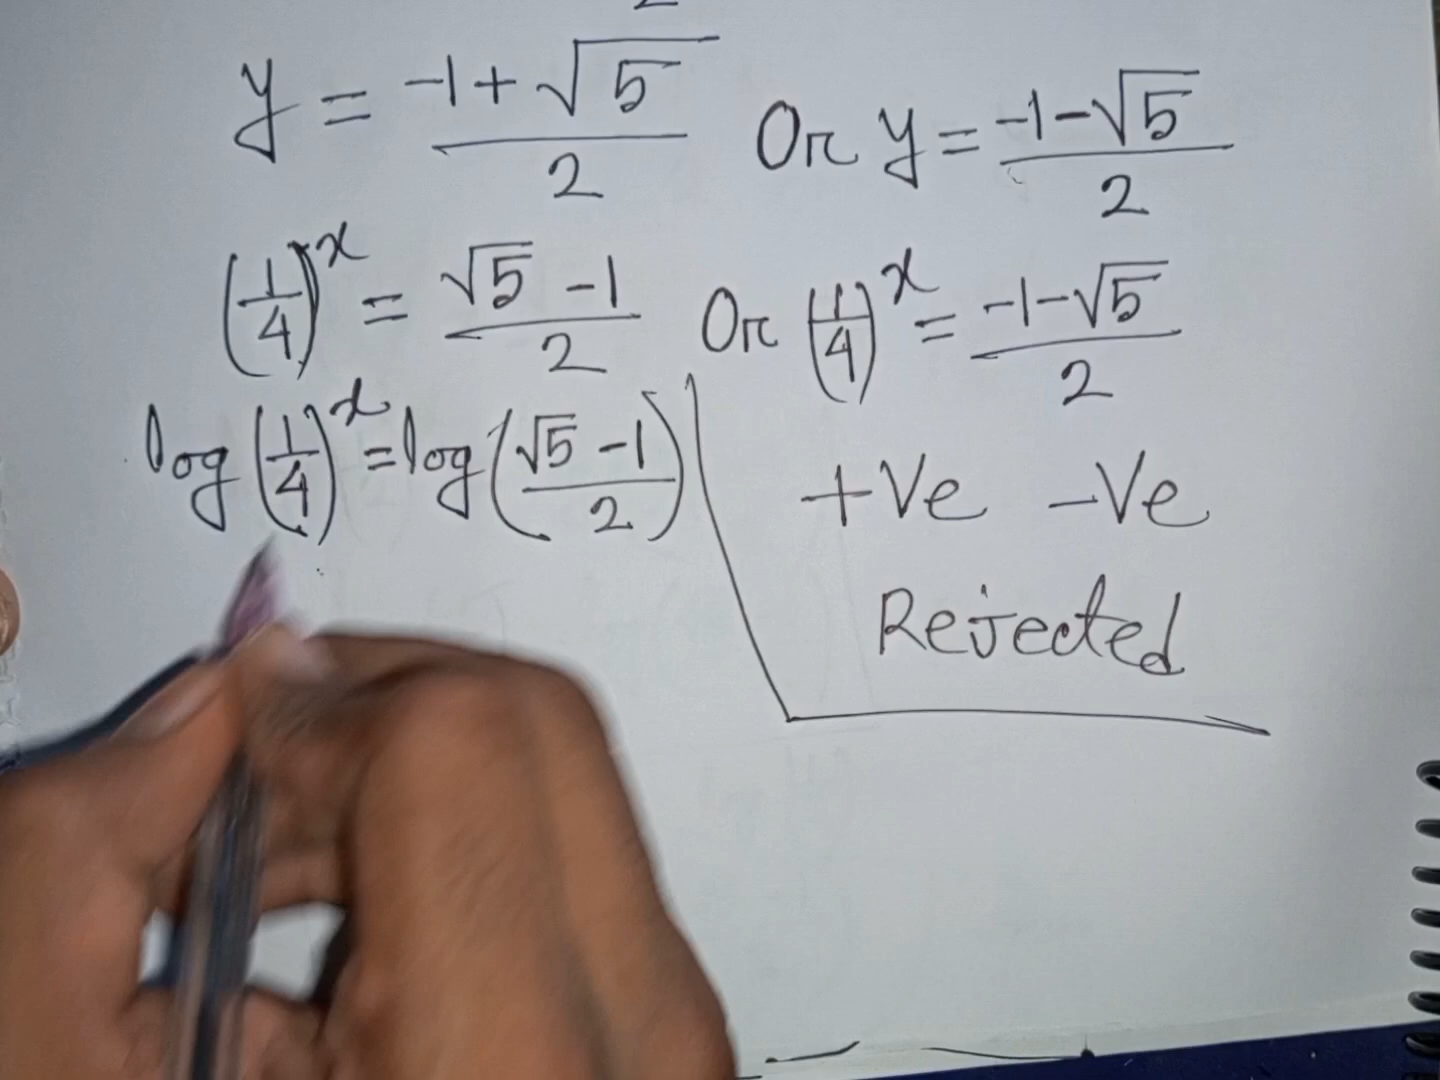 y = (-1+√5)/2 Or y = (-1-√5)/2
(1/4)^x = (√5 -1)/2 Or (1/4)^x = (-1-√5)/2
log(1/4)^x = log((√5 -1)/2)
+Ve -Ve
Rejected